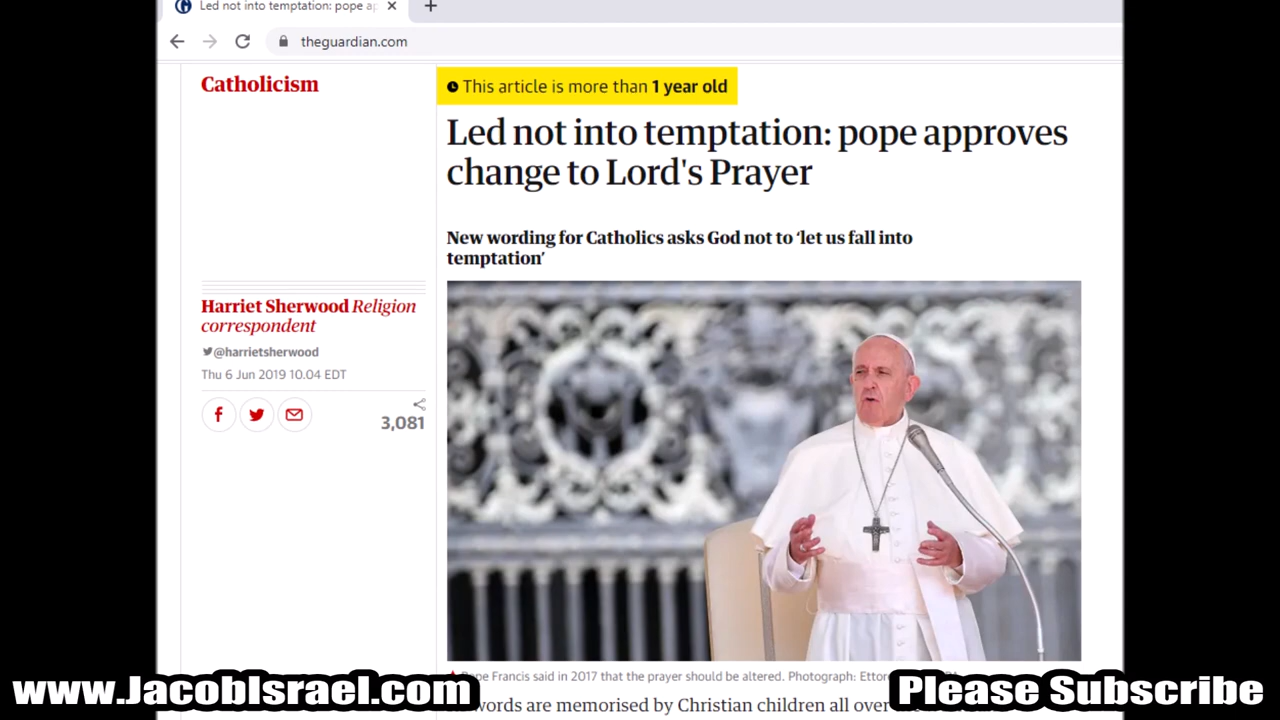 Led not into temptation: pope ap
theguardian.com
Catholicism
This article is more than 1 year old
Led not into temptation: pope approves
change to Lord's Prayer
New wording for Catholics asks God not to ‘let us fall into
temptation’
Harriet Sherwood Religion
correspondent
@harrietsherwood
Thu 6 Jun 2019 10.04 EDT
3,081
Pope Francis said in 2017 that the prayer should be altered. Photograph: Ettore
words are memorised by Christian children all over
www.JacobIsrael.com
Please Subscribe